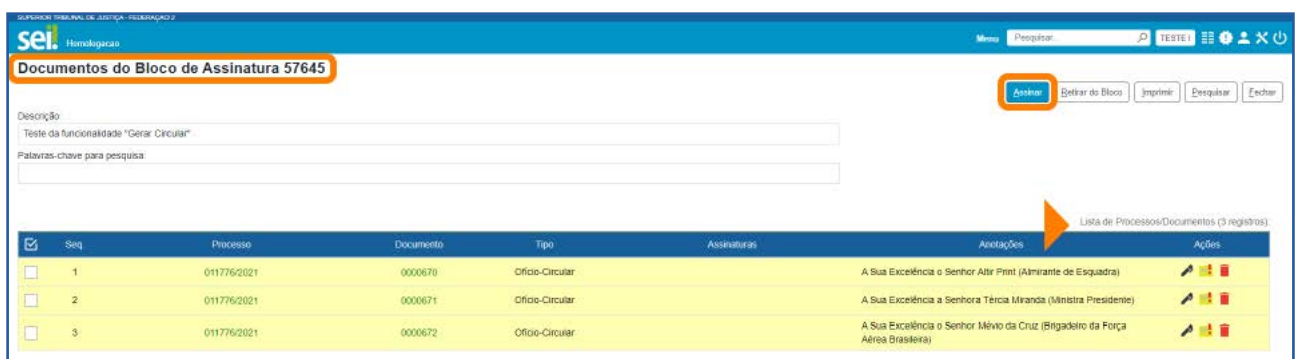 SUPERIOR TRIBUNAL DE JUSTIÇA - FEDERAÇÃO 2
sei! Homologacao
Menu Pesquisar... TESTE
Documentos do Bloco de Assinatura 57645
Assinar Retirar do Bloco Imprimir Pesquisar Fechar
Descrição:
Teste da funcionalidade "Gerar Circular"
Palavras-chave para pesquisa:
Lista de Processos/Documentos (3 registros):
Seq. Processo Documento Tipo Assinaturas Anotações Ações
1 011776/2021 0000670 Ofício-Circular A Sua Excelência o Senhor Altir Print (Almirante de Esquadra)
2 011776/2021 0000671 Ofício-Circular A Sua Excelência a Senhora Tércia Miranda (Ministra Presidente)
3 011776/2021 0000672 Ofício-Circular A Sua Excelência o Senhor Mévio da Cruz (Brigadeiro da Força
Aérea Brasileira)